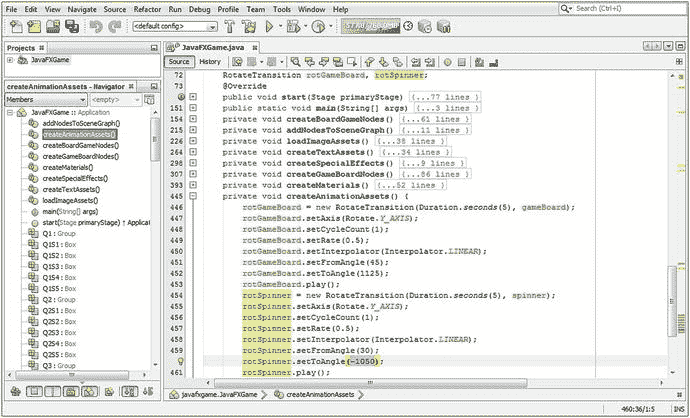 File Edit View Navigate Source Refactor Run Debug Profile Team Tools Window Help
Search (Ctrl+I)
<default config>
Projects
JavaFXGame
createAnimationAssets - Navigator
Members <empty>
JavaFXGame :: Application
addNodesToSceneGraph()
createAnimationAssets()
createBoardGameNodes()
createGameBoardNodes()
createMaterials()
createSpecialEffects()
createTextAssets()
loadImageAssets()
main(String[] args)
start(Stage primaryStage) ↑ Applicat
Q1 : Group
Q1S1 : Box
Q1S2 : Box
Q1S3 : Box
Q1S4 : Box
Q1S5 : Box
Q2 : Group
Q2S1 : Box
Q2S2 : Box
Q2S3 : Box
Q2S4 : Box
Q2S5 : Box
Q3 : Group
JavaFXGame.java
Source History
72 RotateTransition rotGameBoard, rotSpinner;
73 @Override
public void start(Stage primaryStage) {...77 lines }
151 public static void main(String[] args) {...3 lines }
154 private void createBoardGameNodes() {...61 lines }
215 private void addNodesToSceneGraph() {...11 lines }
226 private void loadImageAssets() {...38 lines }
264 private void createTextAssets() {...34 lines }
298 private void createSpecialEffects() {...9 lines }
307 private void createGameBoardNodes() {...86 lines }
393 private void createMaterials() {...52 lines }
445 private void createAnimationAssets() {
446 rotGameBoard = new RotateTransition(Duration.seconds(5), gameBoard);
447 rotGameBoard.setAxis(Rotate.Y_AXIS);
448 rotGameBoard.setCycleCount(1);
449 rotGameBoard.setRate(0.5);
450 rotGameBoard.setInterpolator(Interpolator.LINEAR);
451 rotGameBoard.setFromAngle(45);
452 rotGameBoard.setToAngle(1125);
453 rotGameBoard.play();
454 rotSpinner = new RotateTransition(Duration.seconds(5), spinner);
455 rotSpinner.setAxis(Rotate.Y_AXIS);
456 rotSpinner.setCycleCount(1);
457 rotSpinner.setRate(0.5);
458 rotSpinner.setInterpolator(Interpolator.LINEAR);
459 rotSpinner.setFromAngle(30);
rotSpinner.setToAngle(-1050);
461 rotSpinner.play();
javafxgame.JavaFXGame createAnimationAssets
460:36/1:5 INS